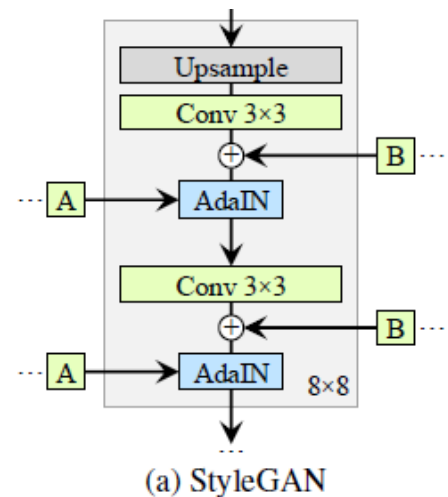 Upsample
Conv 3×3
+
B ···
··· A
AdaIN
Conv 3×3
+
B ···
··· A
AdaIN
8×8
···
(a) StyleGAN